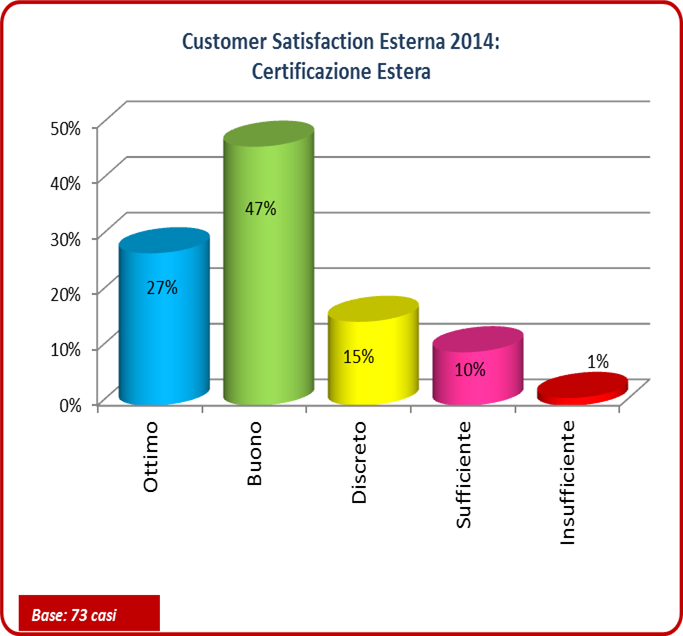 Customer Satisfaction Esterna 2014:
Certificazione Estera
50%
40%
30%
20%
10%
0%
27%
47%
15%
10%
1%
Ottimo
Buono
Discreto
Sufficiente
Insufficiente
Base: 73 casi